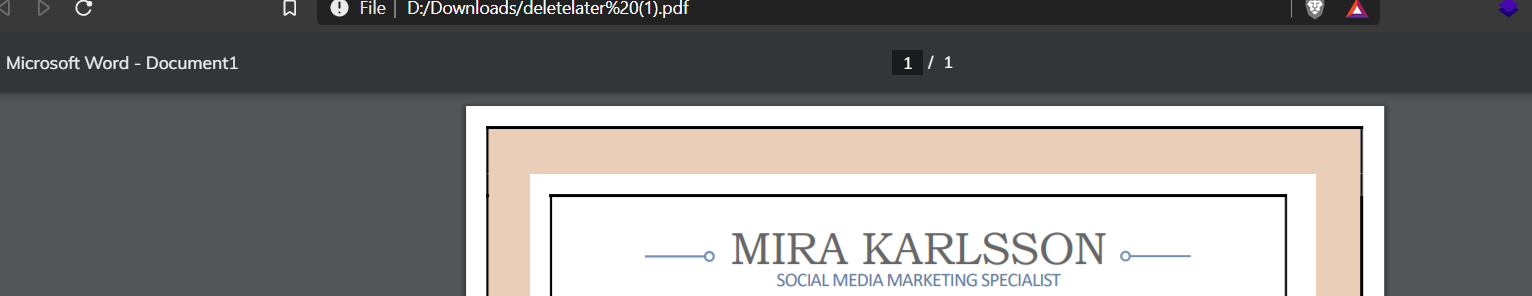 File | D:/Downloads/deletelater%20(1).pdf
Microsoft Word - Document1
1 / 1
MIRA KARLSSON
SOCIAL MEDIA MARKETING SPECIALIST